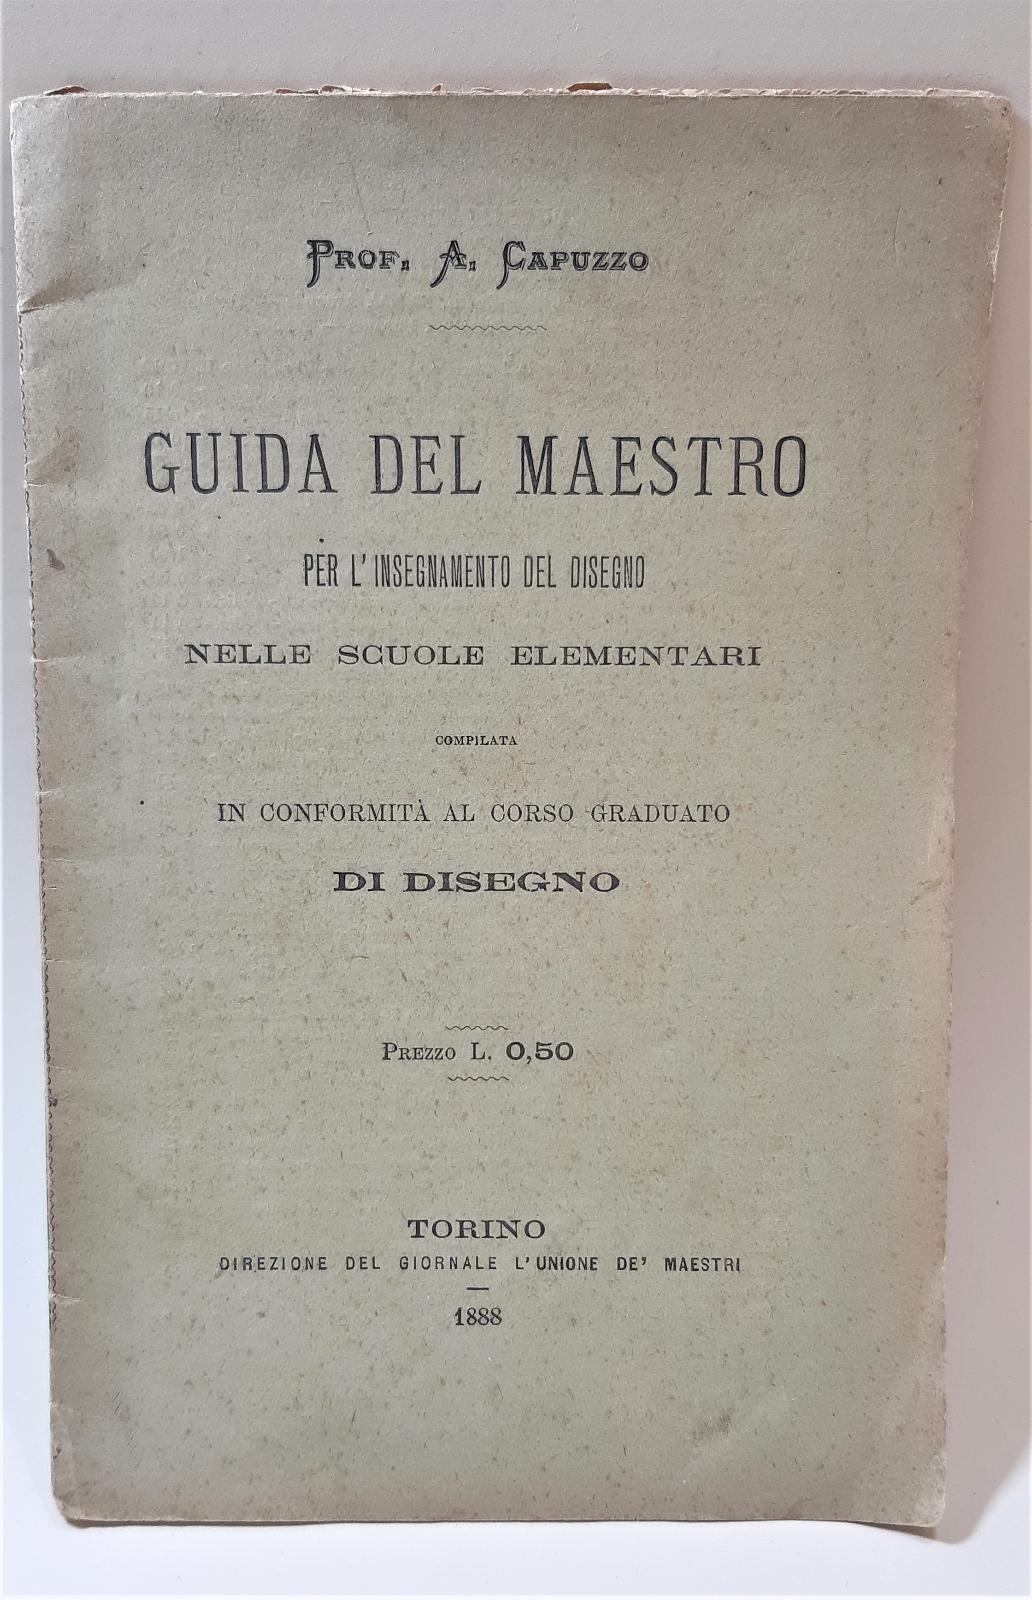 PROF. A. CAPUZZO
GUIDA DEL MAESTRO
PER L'INSEGNAMENTO DEL DISEGNO
NELLE SCUOLE ELEMENTARI
COMPILATA
IN CONFORMITÀ AL CORSO GRADUATO
DI DISEGNO
PREZZO L. 0,50
TORINO
DIREZIONE DEL GIORNALE L'UNIONE DE' MAESTRI
1888